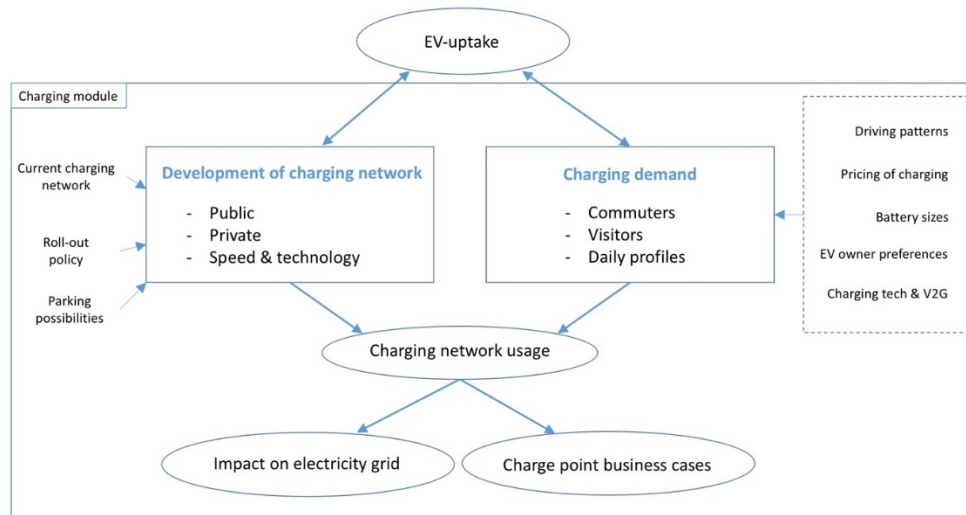 EV-uptake
Charging module
Current charging
network
Roll-out
policy
Parking
possibilities
Development of charging network
- Public
- Private
- Speed & technology
Charging demand
- Commuters
- Visitors
- Daily profiles
Driving patterns
Pricing of charging
Battery sizes
EV owner preferences
Charging tech & V2G
Charging network usage
Impact on electricity grid
Charge point business cases